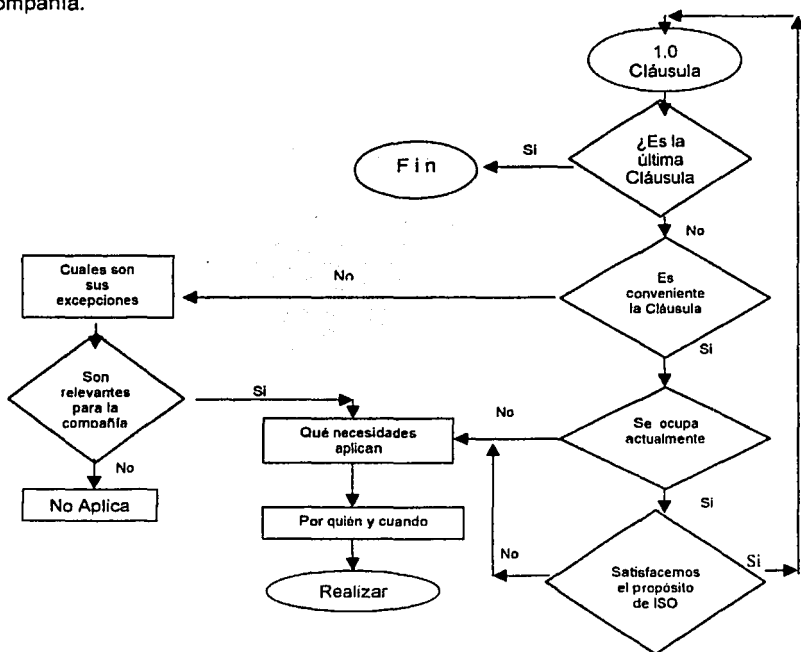 ompañía.
1.0
Cláusula
¿Es la
última
Cláusula
Si
Fin
No
Es
conveniente
la Cláusula
No
Cuales son
sus
excepciones
Si
Son
relevantes
para la
compañía
Si
No
No Aplica
Se ocupa
actualmente
No
Qué necesidades
aplican
Si
Por quién y cuando
Realizar
Satisfacemos
el propósito
de ISO
No
Si